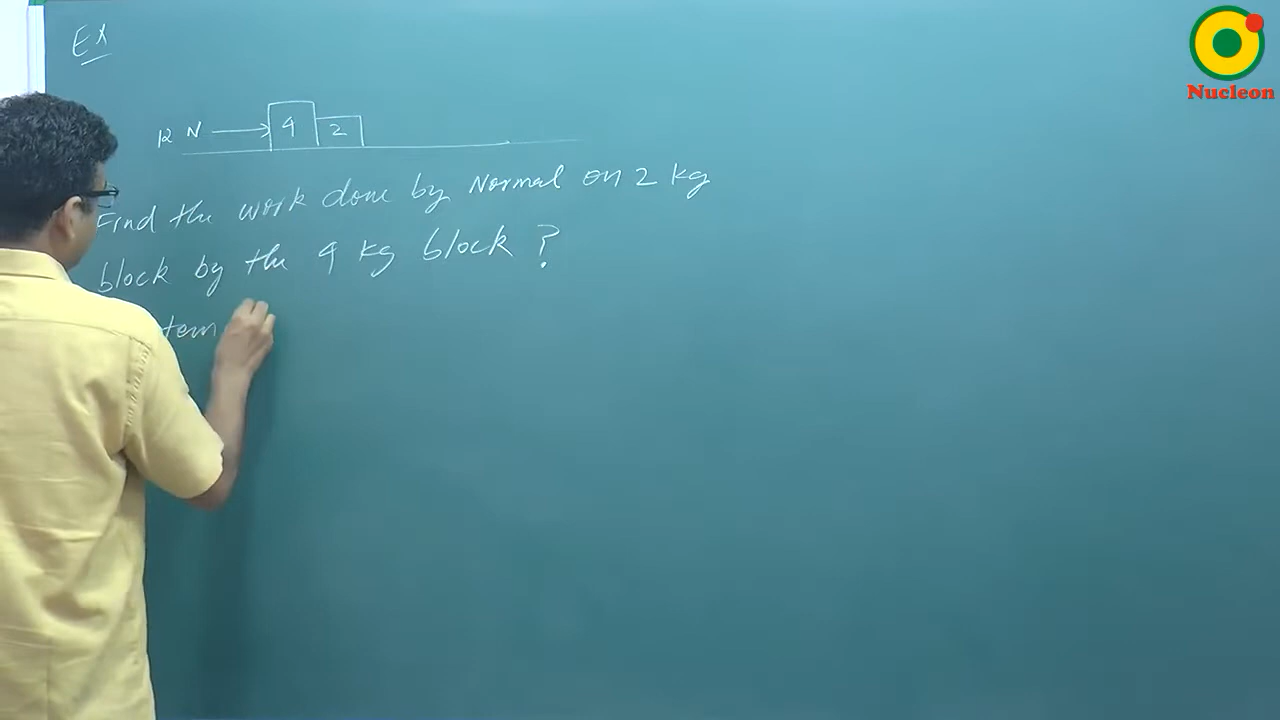 Ex
12 N 4 2
Find the work done by Normal on 2 kg
block by the 4 kg block ?
Nucleon